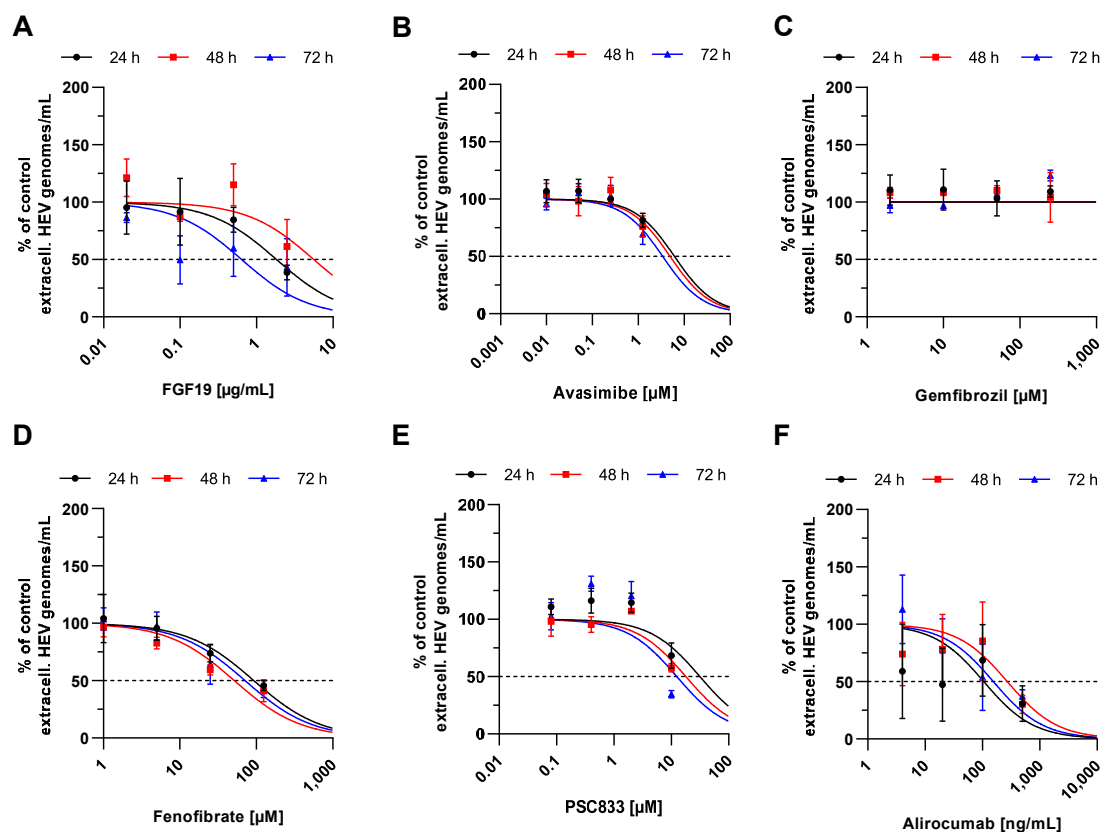 A
24 h 48 h 72 h
% of control
extracell. HEV genomes/mL
200
150
100
50
0
0.01 0.1 1 10
FGF19 [µg/mL]
B
24 h 48 h 72 h
% of control
extracell. HEV genomes/mL
200
150
100
50
0
0.001 0.01 0.1 1 10 100
Avasimibe [µM]
C
24 h 48 h 72 h
% of control
extracell. HEV genomes/mL
200
150
100
50
0
1 10 100 1,000
Gemfibrozil [µM]
D
24 h 48 h 72 h
% of control
extracell. HEV genomes/mL
200
150
100
50
0
1 10 100 1,000
Fenofibrate [µM]
E
24 h 48 h 72 h
% of control
extracell. HEV genomes/mL
200
150
100
50
0
0.01 0.1 1 10 100
PSC833 [µM]
F
24 h 48 h 72 h
% of control
extracell. HEV genomes/mL
200
150
100
50
0
1 10 100 1,000 10,000
Alirocumab [ng/mL]